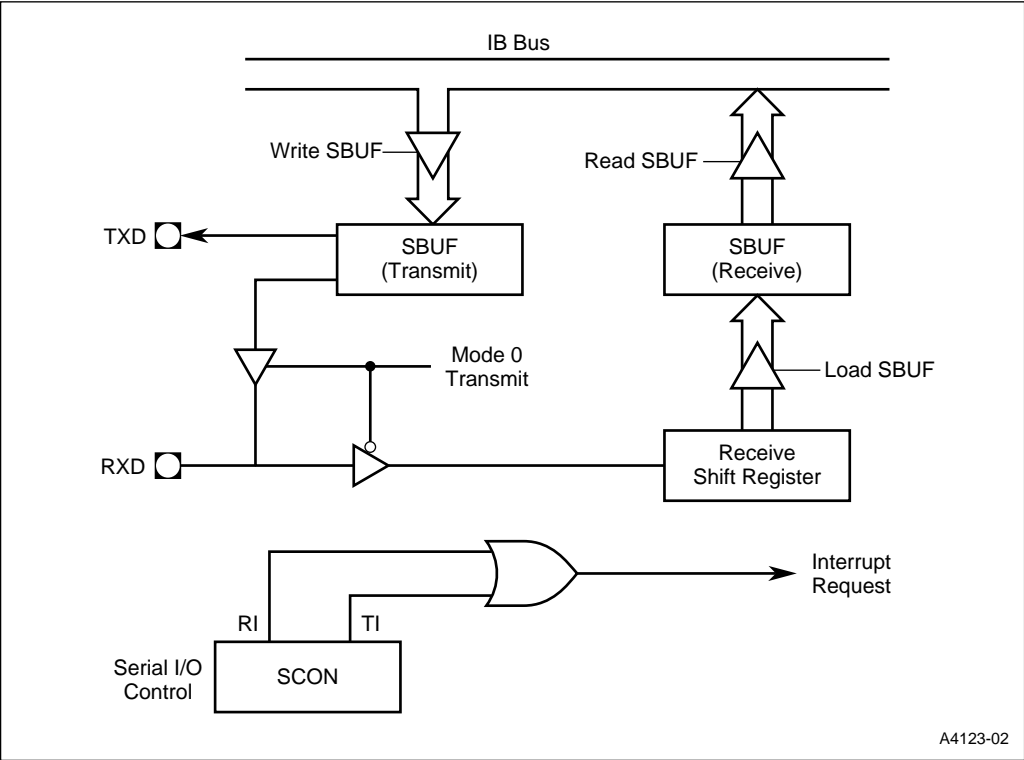 IB Bus
Write SBUF
Read SBUF
TXD
SBUF
(Transmit)
SBUF
(Receive)
Mode 0
Transmit
Load SBUF
RXD
Receive
Shift Register
Interrupt
Request
RI
TI
Serial I/O
Control
SCON
A4123-02